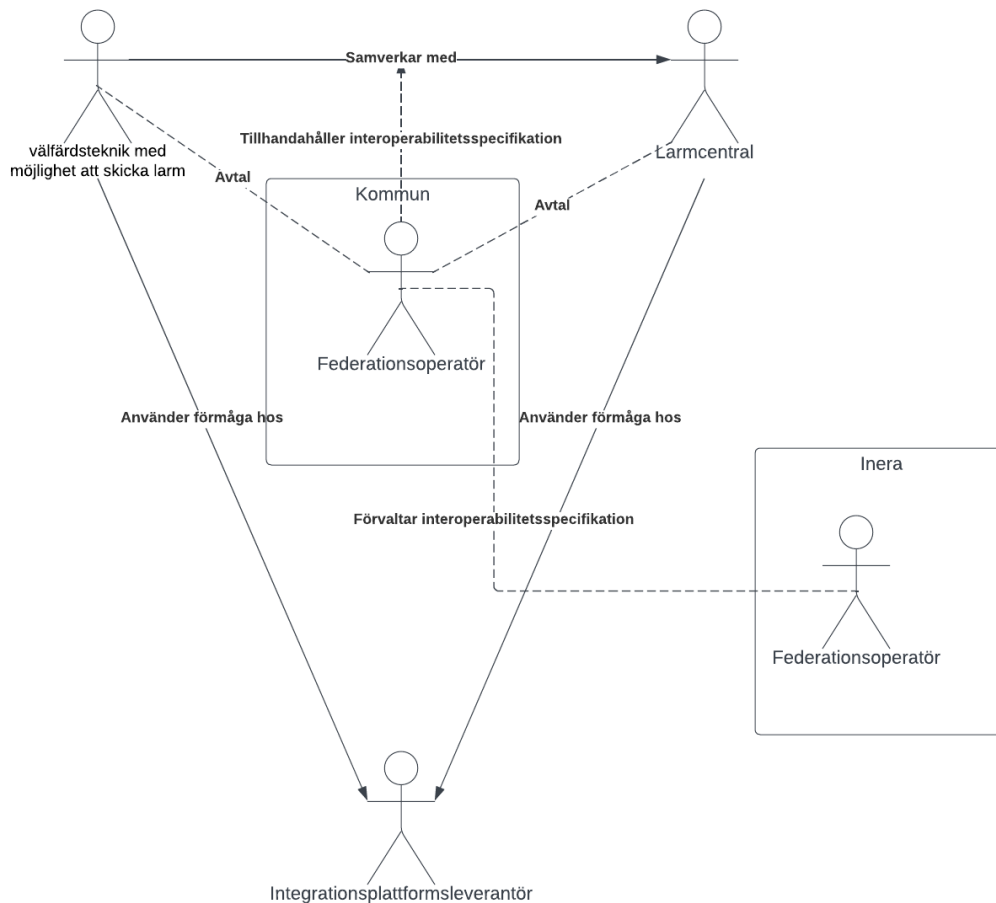 Samverkar med
Tillhandahåller interoperabilitetsspecifikation
välfärdsteknik med
möjlighet att skicka larm
Larmcentral
Avtal
Kommun
Avtal
Federationsoperatör
Använder förmåga hos
Använder förmåga hos
Inera
Förvaltar interoperabilitetsspecifikation
Federationsoperatör
Integrationsplattformsleverantör